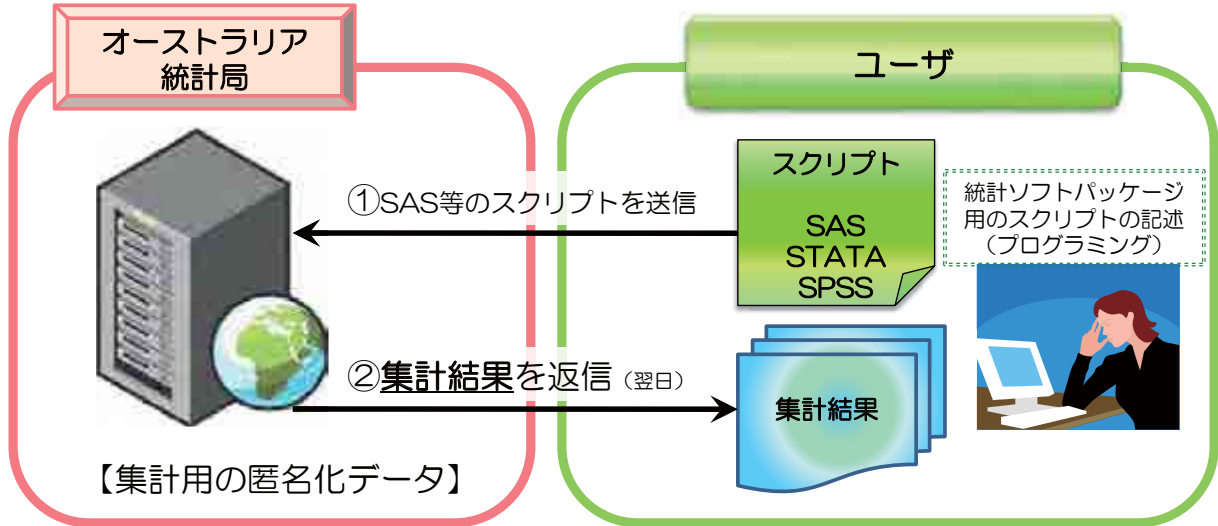 オーストラリア
統計局
ユーザ
①SAS等のスクリプトを送信
スクリプト
SAS
STATA
SPSS
統計ソフトパッケージ
用のスクリプトの記述
（プログラミング）
②集計結果を返信（翌日）
集計結果
【集計用の匿名化データ】